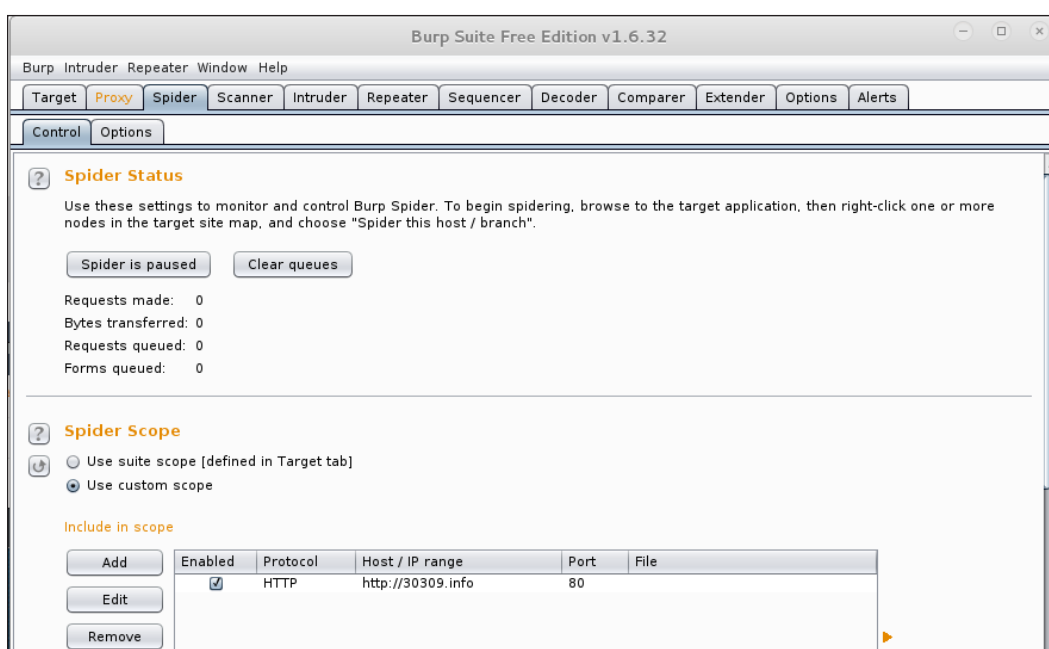 Burp Suite Free Edition v1.6.32
Burp Intruder Repeater Window Help
Target Proxy Spider Scanner Intruder Repeater Sequencer Decoder Comparer Extender Options Alerts
Control Options
? Spider Status
Use these settings to monitor and control Burp Spider. To begin spidering, browse to the target application, then right-click one or more
nodes in the target site map, and choose "Spider this host / branch".
Spider is paused Clear queues
Requests made: 0
Bytes transferred: 0
Requests queued: 0
Forms queued: 0
? Spider Scope
Use suite scope [defined in Target tab]
Use custom scope
Include in scope
Add Enabled Protocol Host / IP range Port File
HTTP http://30309.info 80
Edit
Remove